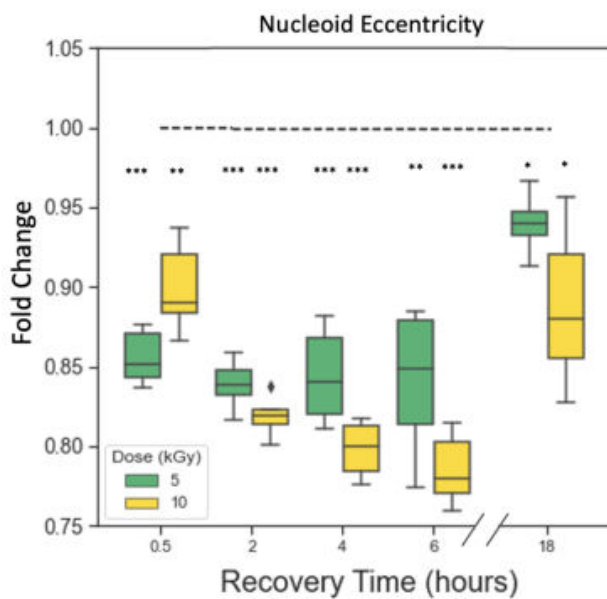 Nucleoid Eccentricity
1.05
1.00
*** ** *** *** *** *** ** *** * *
0.95
0.90
0.85
0.80
0.75
Fold Change
Dose (kGy)
5
10
0.5 2 4 6 18
Recovery Time (hours)